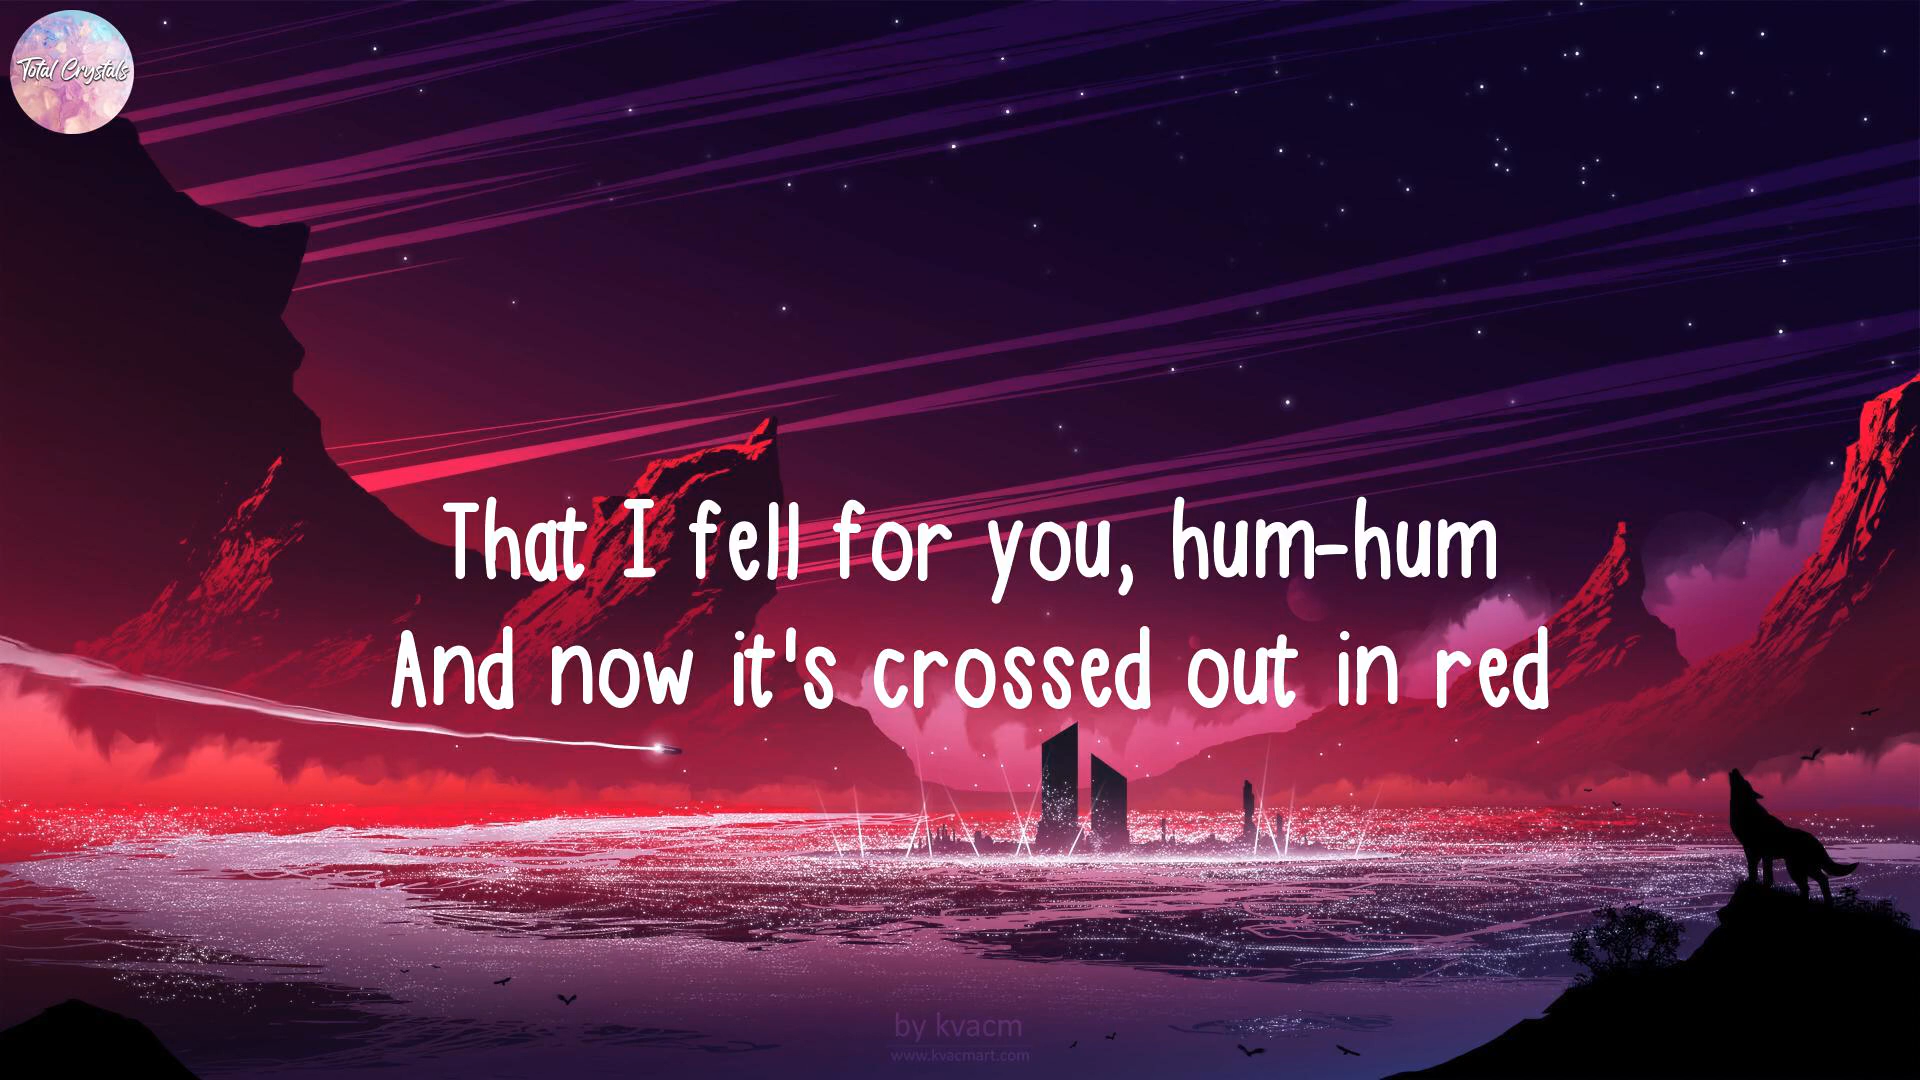 Total Crystals
That I fell for you, hum-hum
And now it's crossed out in red
by kvacm
www.kvacmart.com